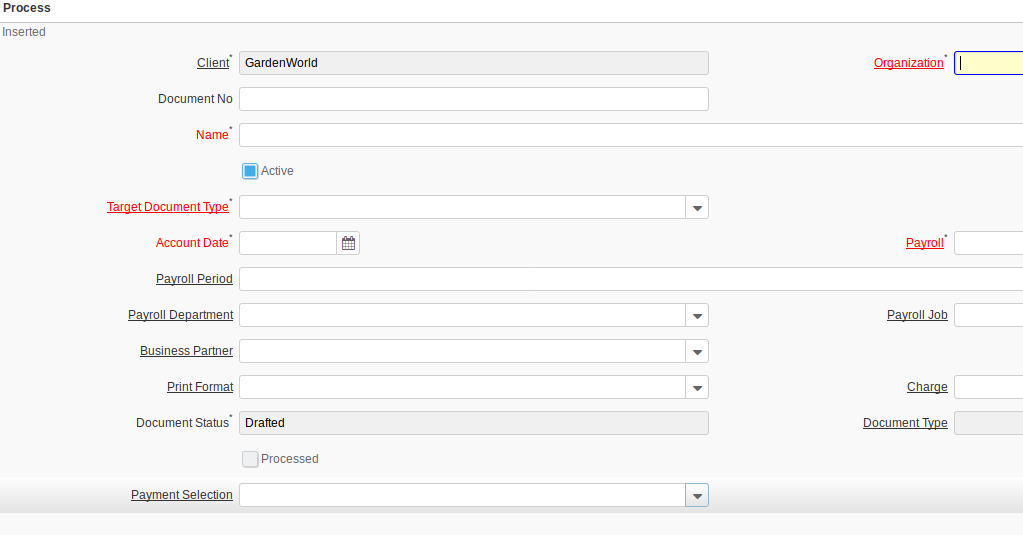 Process
Inserted
Client* GardenWorld Organization*
Document No
Name*
Active
Target Document Type*
Account Date* Payroll*
Payroll Period
Payroll Department Payroll Job
Business Partner
Print Format Charge
Document Status* Drafted Document Type
Processed
Payment Selection